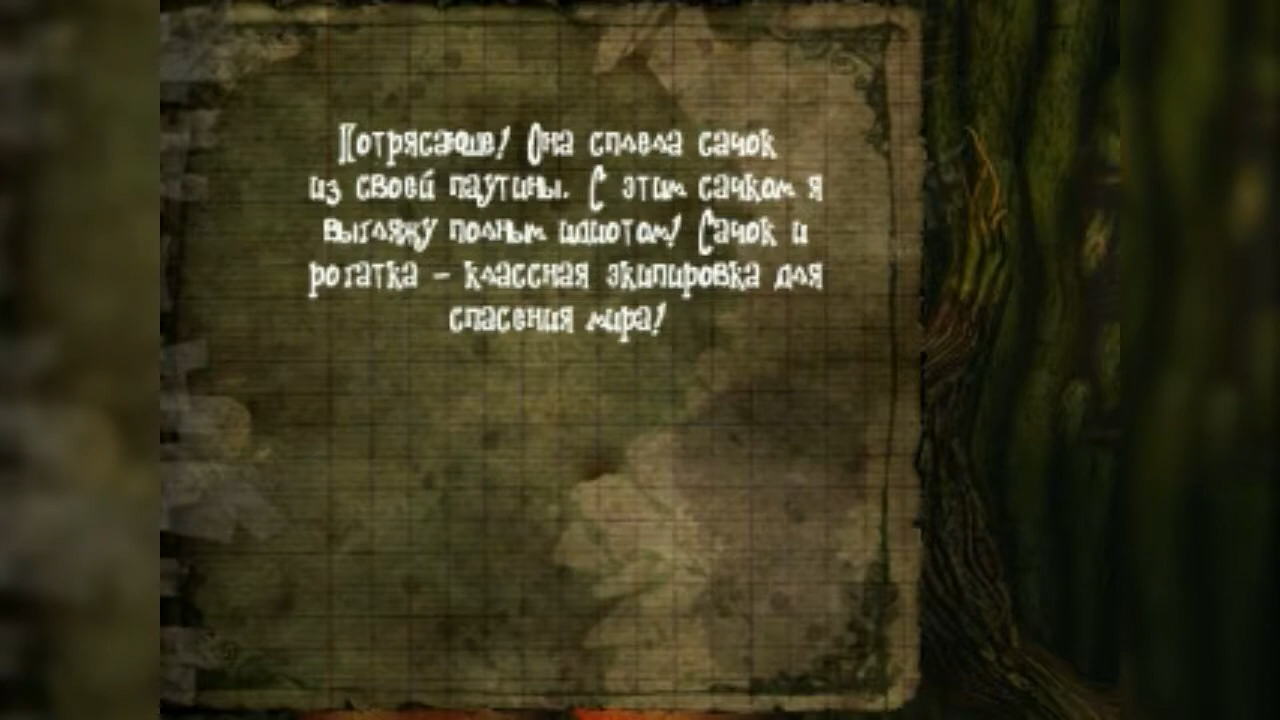 Потрясающе! Она сплела сачок
из своей паутины. С этим сачком я
выгляжу полным идиотом! Сачок и
рогатка - классная экипировка для
спасения мира!